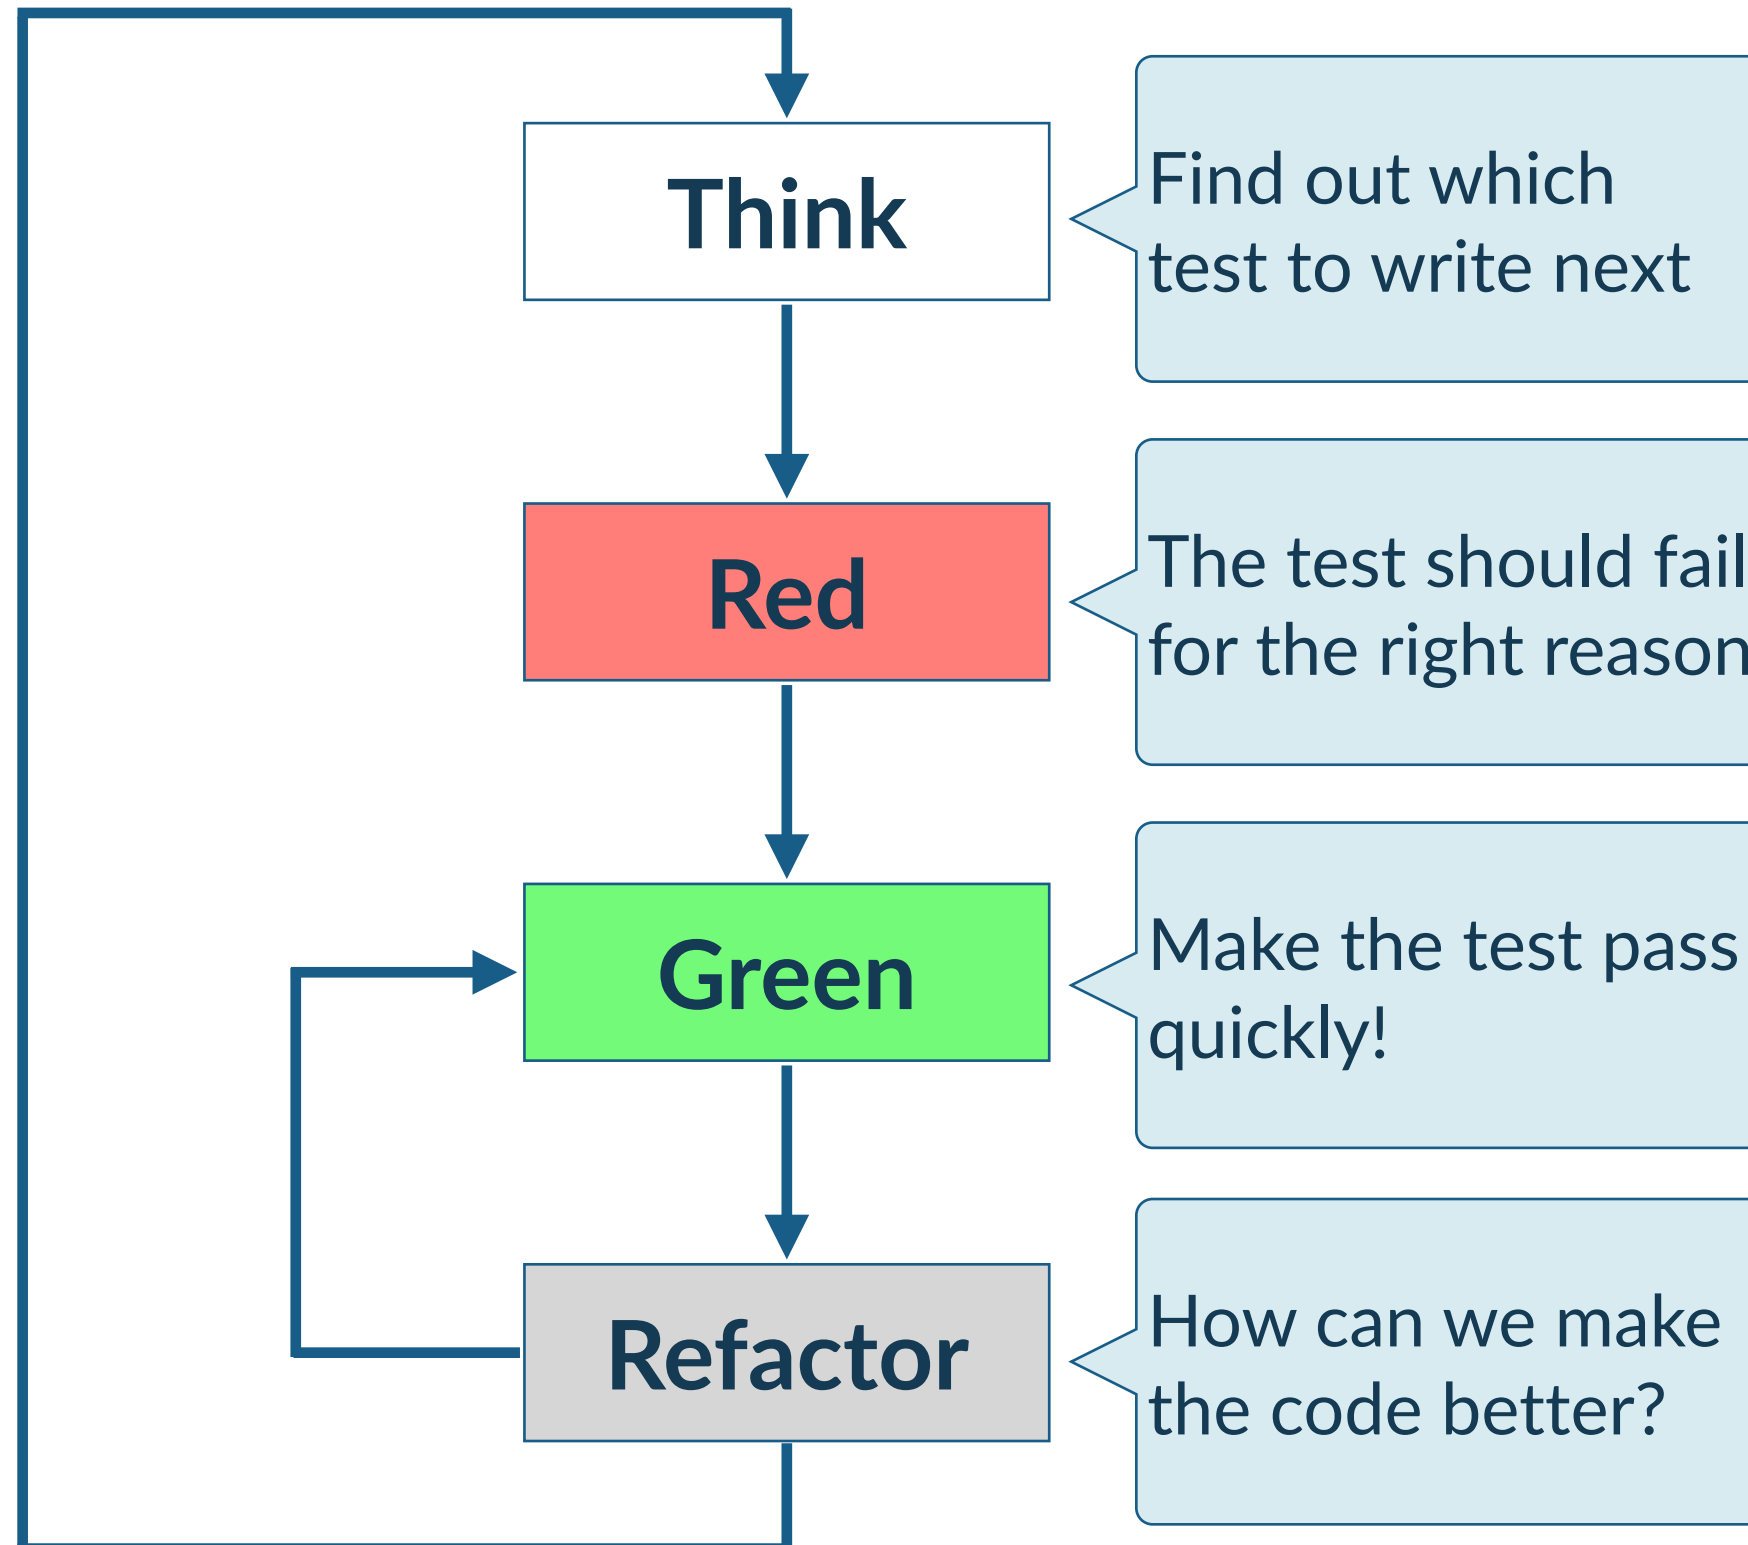 Think
Find out which
test to write next
Red
The test should fail
for the right reason
Green
Make the test pass
quickly!
Refactor
How can we make
the code better?